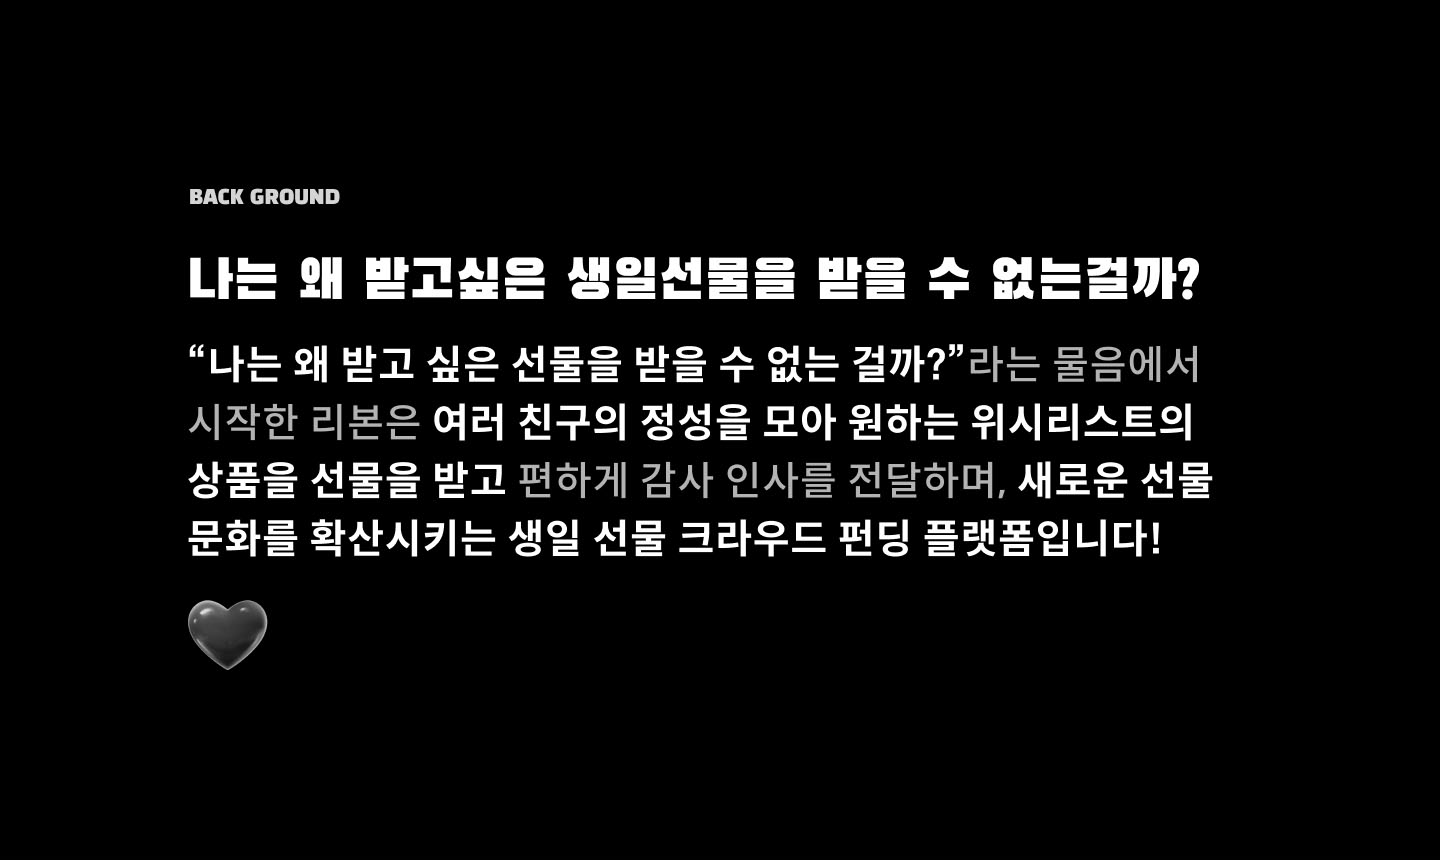 BACK GROUND
나는 왜 받고싶은 생일선물을 받을 수 없는걸까?
“나는 왜 받고 싶은 선물을 받을 수 없는 걸까?”라는 물음에서
시작한 리본은 여러 친구의 정성을 모아 원하는 위시리스트의
상품을 선물을 받고 편하게 감사 인사를 전달하며, 새로운 선물
문화를 확산시키는 생일 선물 크라우드 펀딩 플랫폼입니다!